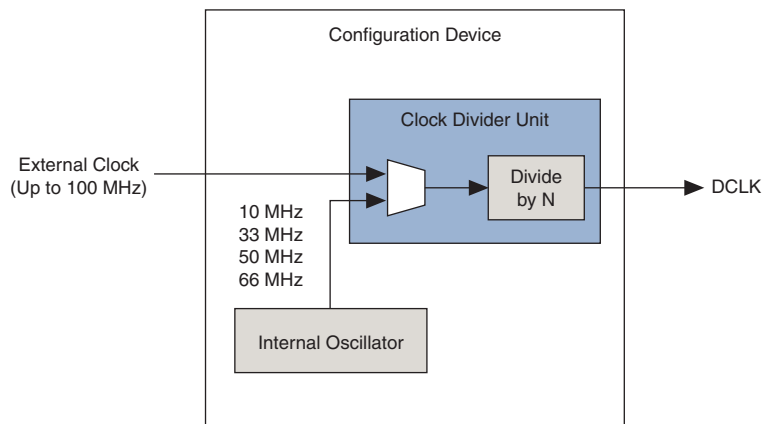 Configuration Device
Clock Divider Unit
External Clock
(Up to 100 MHz)
Divide
by N
DCLK
10 MHz
33 MHz
50 MHz
66 MHz
Internal Oscillator